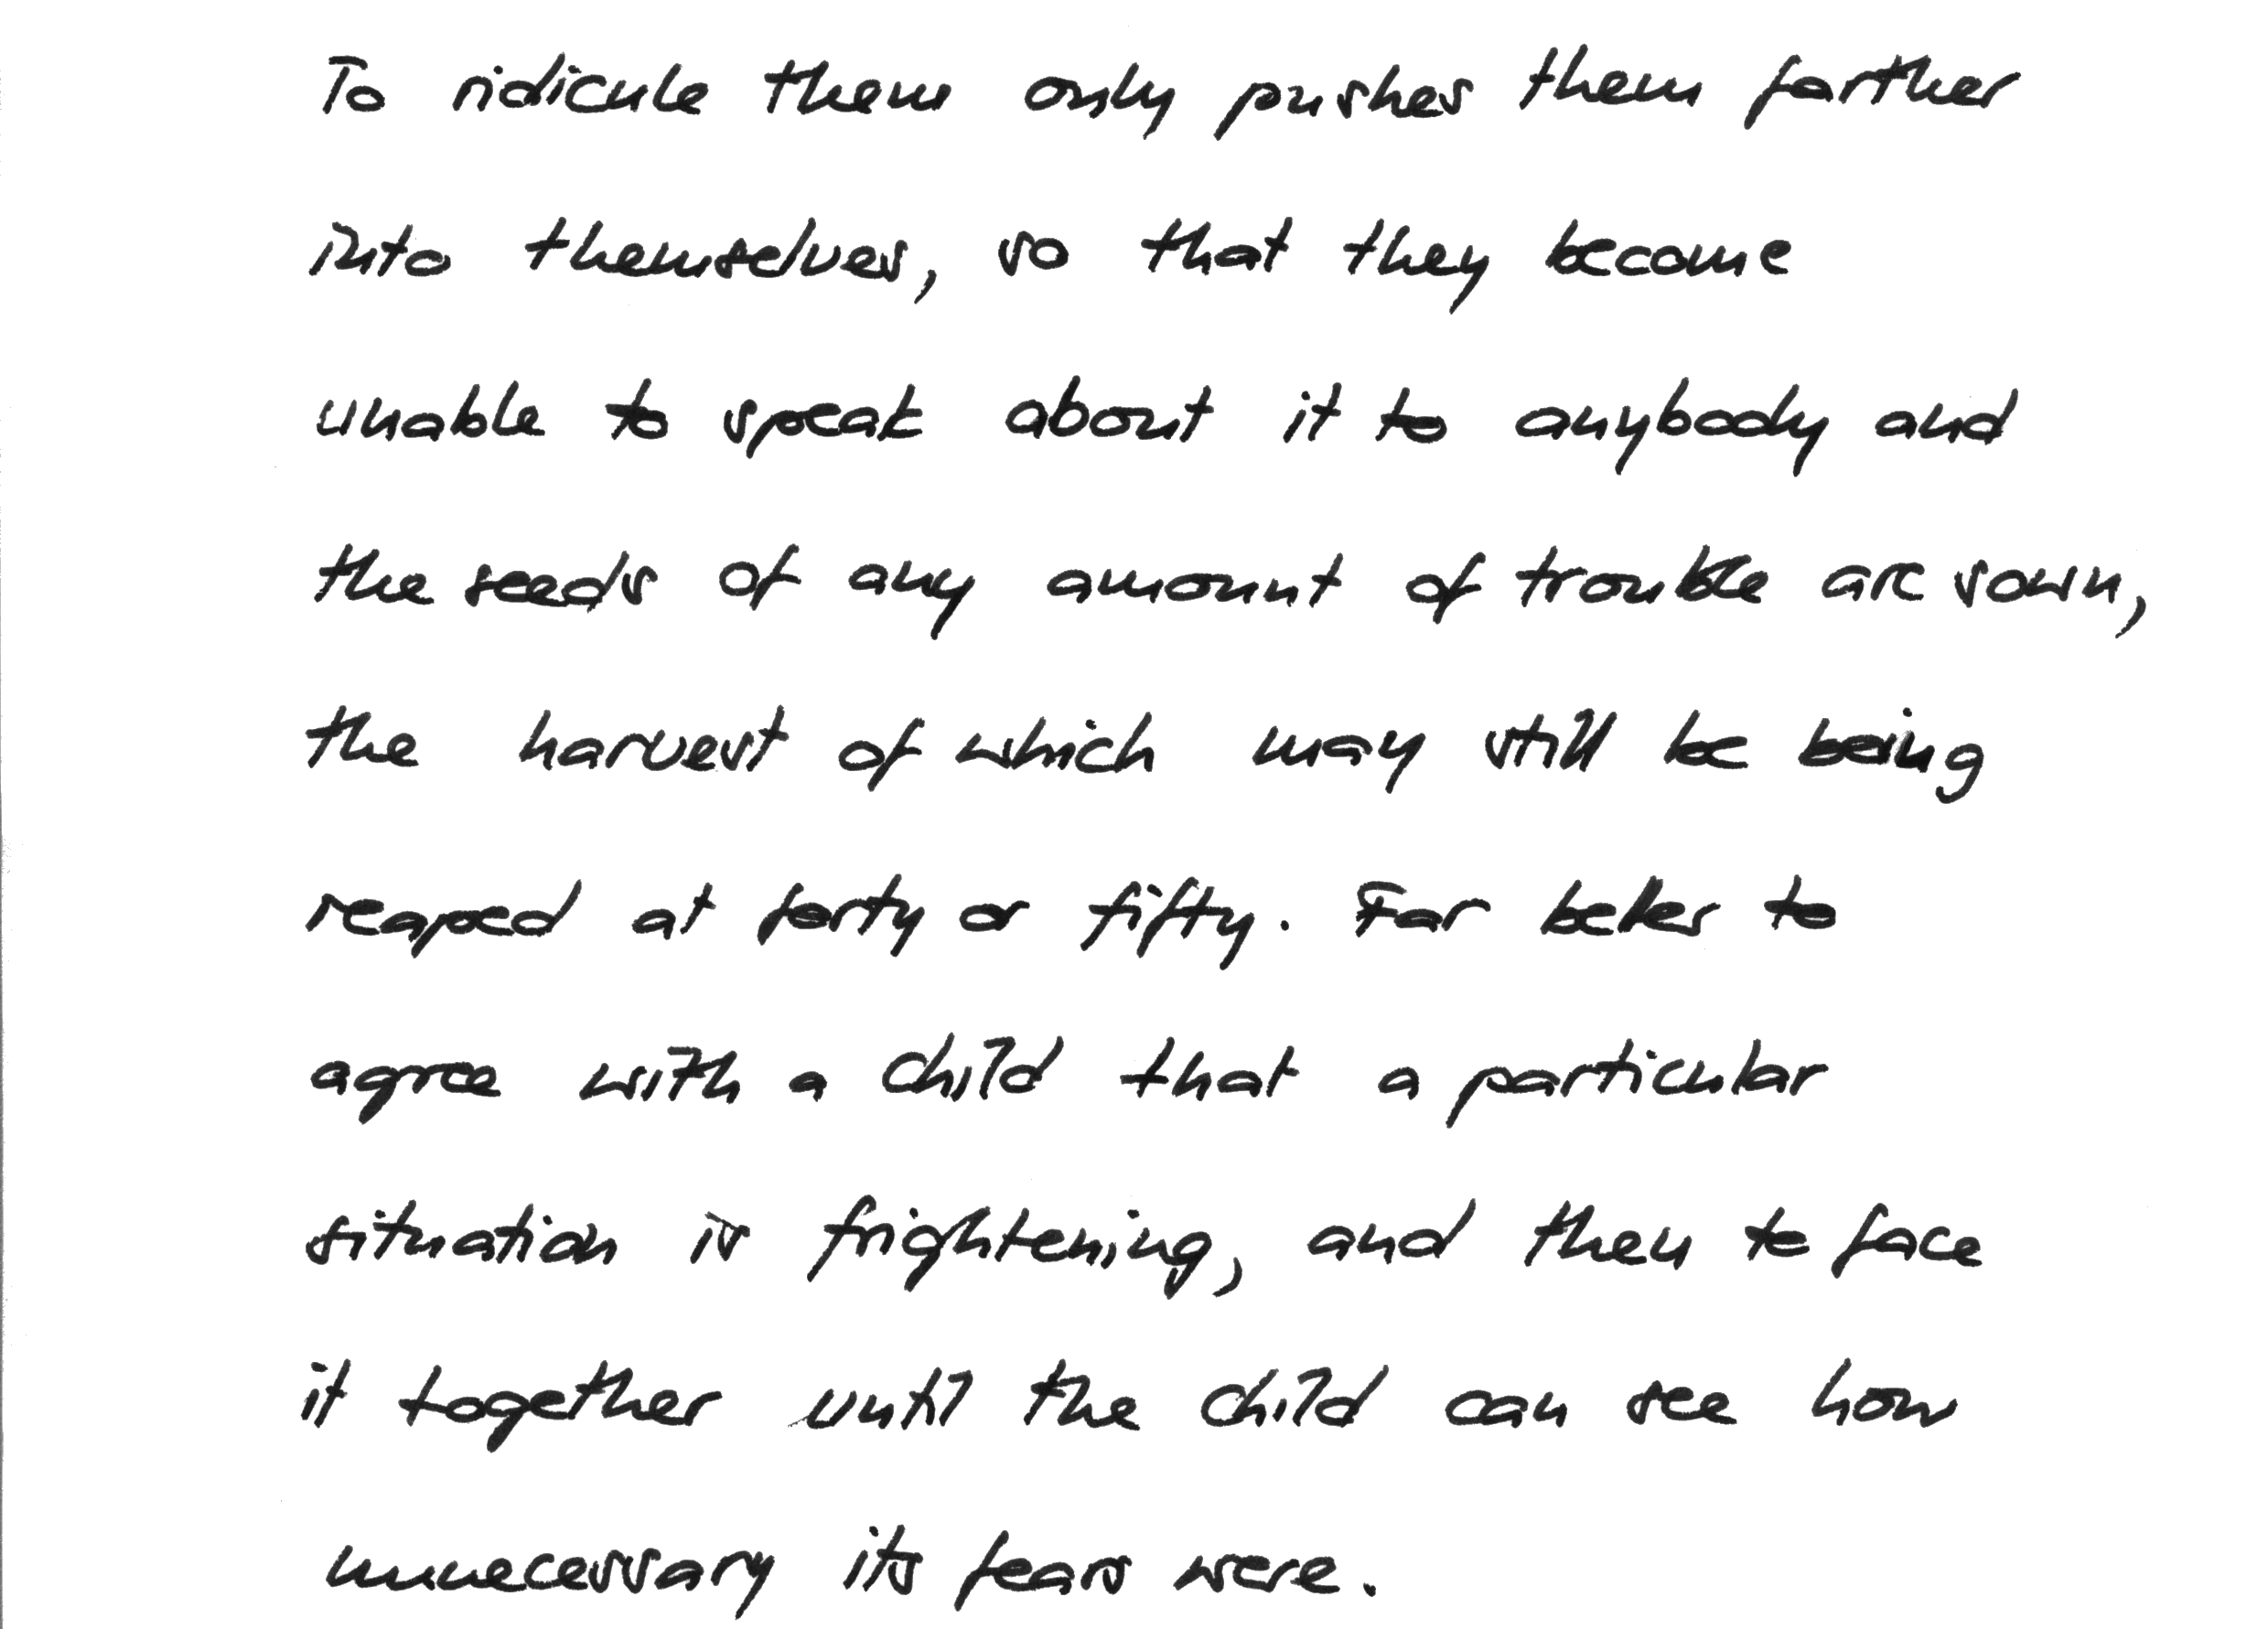 To ridicule them only pushes them farther
into themselves, so that they become
unable to speak about it to anybody and
the seeds of any amount of trouble are sown,
the harvest of which may still be being
reaped at forty or fifty. Far better to
agree with a child that a particular
situation is frightening, and then to face
it together until the child can see how
unnecessary its fears were.